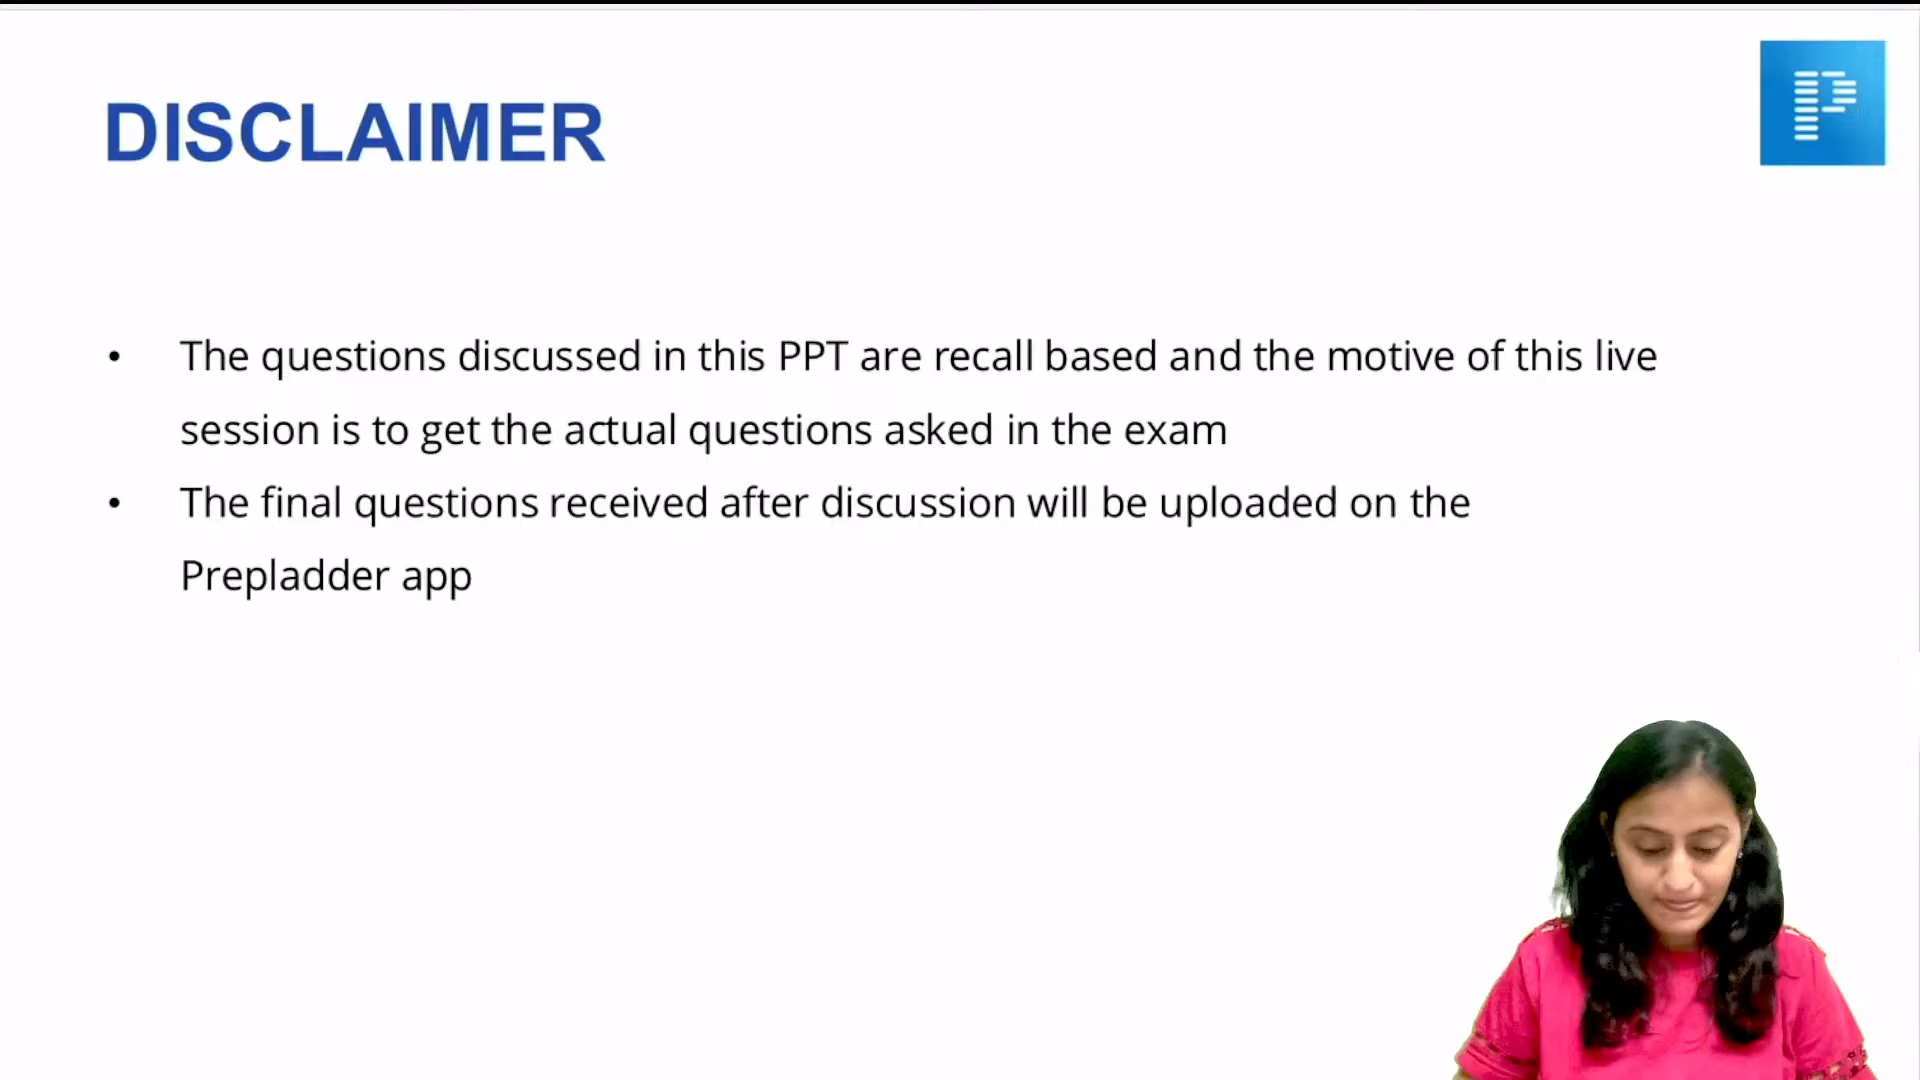 DISCLAIMER
• The questions discussed in this PPT are recall based and the motive of this live
session is to get the actual questions asked in the exam
• The final questions received after discussion will be uploaded on the
Prepladder app